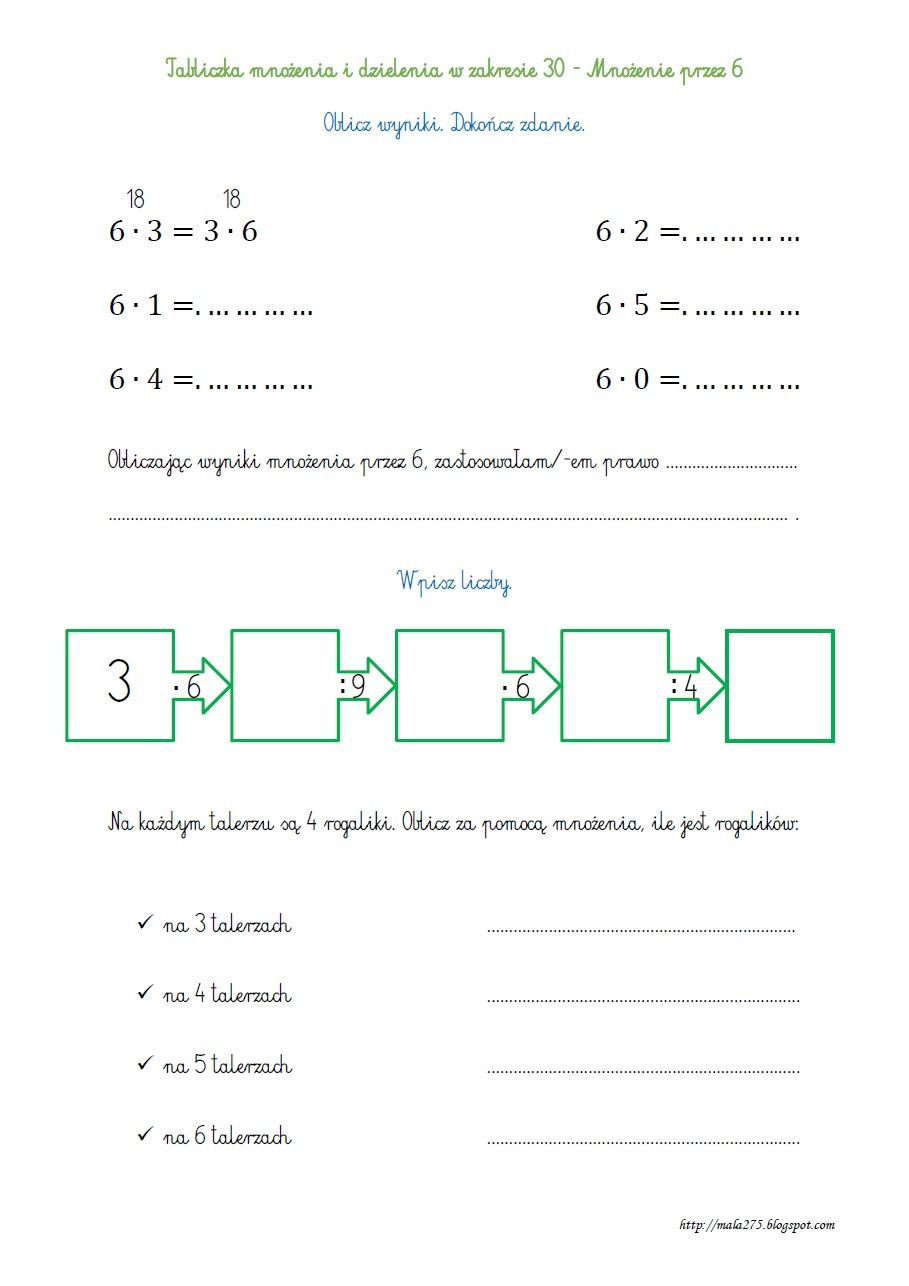 Tabliczka mnożenia i dzielenia w zakresie 30 - Mnożenie przez 6
Oblicz wyniki. Dokończ zdanie.
18 18
6 · 3 = 3 · 6 6 · 2 =. ... ... ... ...
6 · 1 =. ... ... ... ... 6 · 5 =. ... ... ... ...
6 · 4 =. ... ... ... ... 6 · 0 =. ... ... ... ...
Obliczając wyniki mnożenia przez 6, zastosowałam/-em prawo ..............................
........................................................................................................................................................... .
Wpisz liczby.
3 · 6 : 9 · 6 : 4
Na każdym talerzu są 4 rogaliki. Oblicz za pomocą mnożenia, ile jest rogalików:
✓ na 3 talerzach ......................................................................
✓ na 4 talerzach .......................................................................
✓ na 5 talerzach .......................................................................
✓ na 6 talerzach .......................................................................
http://mala275.blogspot.com